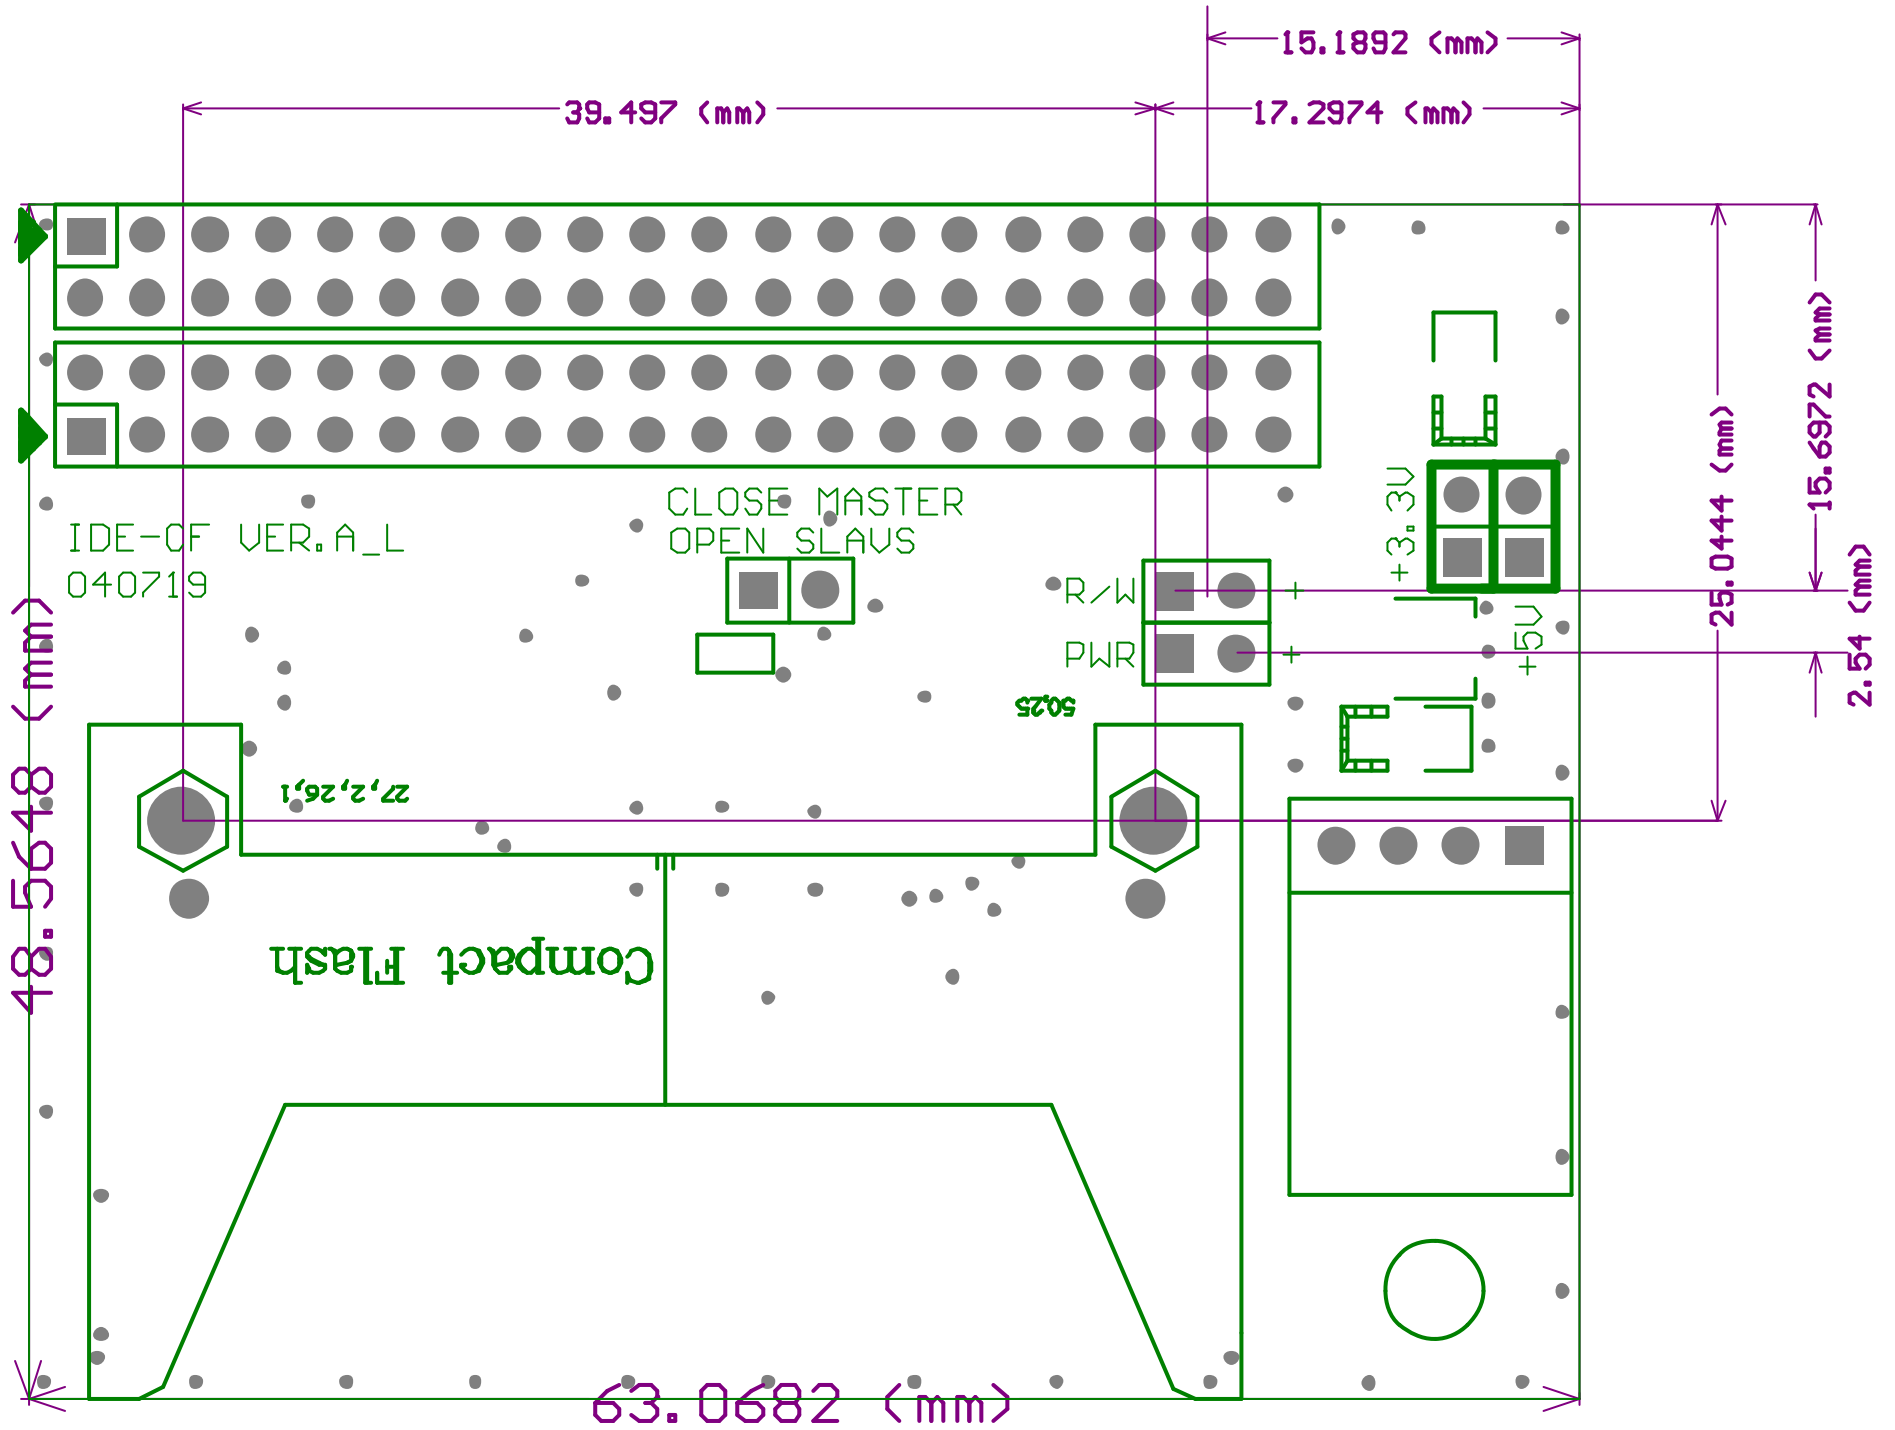 15.1892 (mm)
39.497 (mm)
17.2974 (mm)
15.6972 (mm)
25.0444 (mm)
2.54 (mm)
48.5648 (mm)
+3.3V
CLOSE MASTER
OPEN SLAVS
IDE-CF VER.A_L
040719
R/W +
PWR +
+5V
50,25
27,2,26,1
Compact Flash
63.0682 (mm)